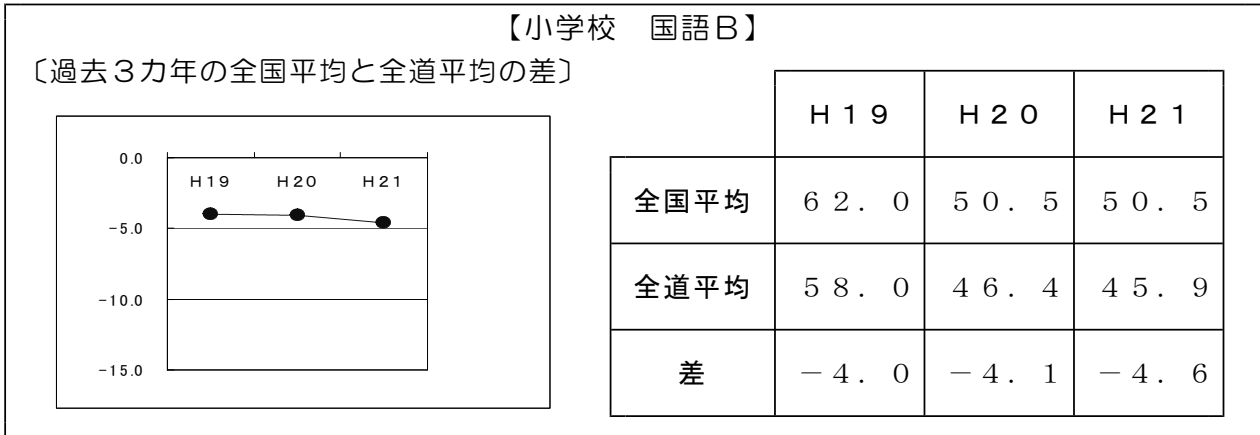 【小学校　国語B】
〔過去3カ年の全国平均と全道平均の差〕
0.0
H19 H20 H21
-5.0
-10.0
-15.0
H19 H20 H21
全国平均 62.0 50.5 50.5
全道平均 58.0 46.4 45.9
差 －4.0 －4.1 －4.6